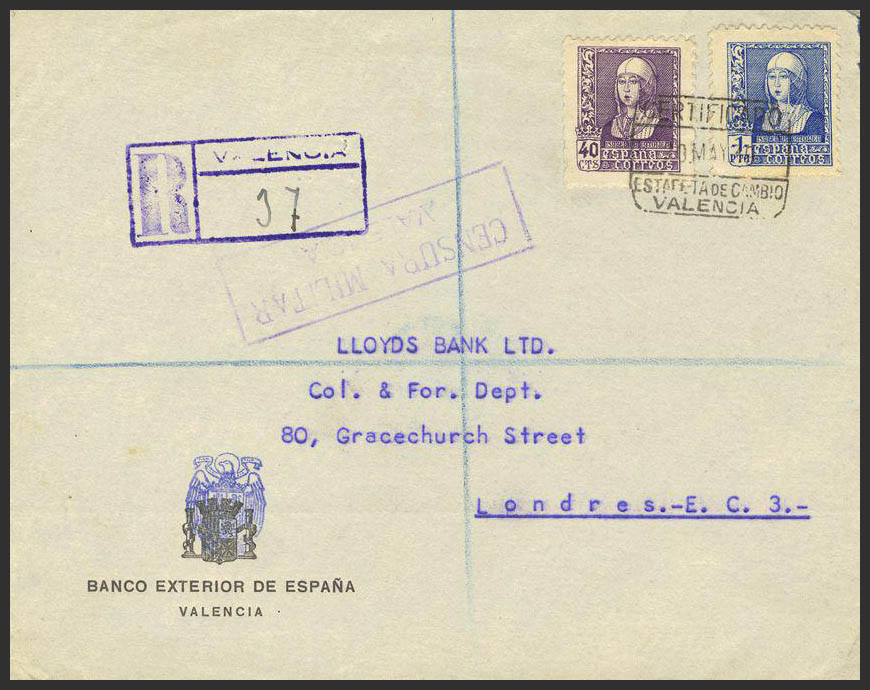 40
CTS
ESPAÑA
CORREOS
1
PTA
ESPAÑA
CORREOS
CERTIFICADO
MAY
ESTAFETA DE CAMBIO
VALENCIA
R
VALENCIA
37
CENSURA MILITAR
VALENCIA
LLOYDS BANK LTD.
Col. & For. Dept.
80, Gracechurch Street
Londres.-E. C. 3.-
BANCO EXTERIOR DE ESPAÑA
VALENCIA